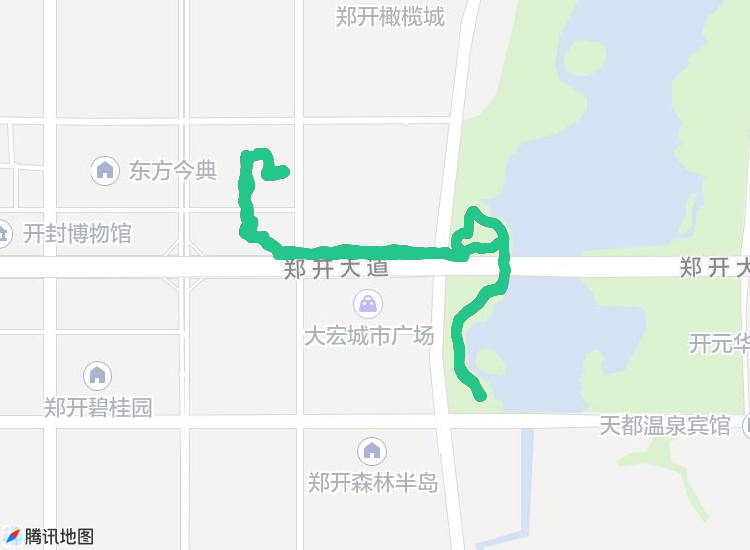 郑开橄榄城
东方今典
开封博物馆
郑开大道
郑开大
大宏城市广场
开元华
郑开碧桂园
天都温泉宾馆
郑开森林半岛
腾讯地图